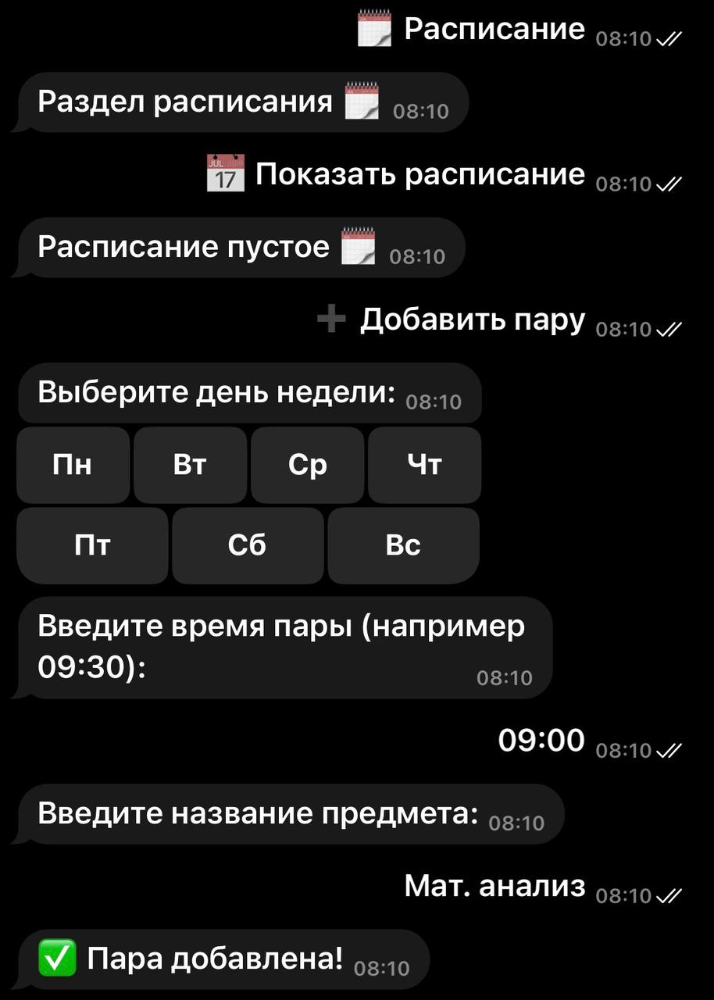 🗓 Расписание 08:10
Раздел расписания 🗓 08:10
📅 Показать расписание 08:10
Расписание пустое 🗓 08:10
➕ Добавить пару 08:10
Выберите день недели: 08:10
Пн Вт Ср Чт
Пт Сб Вс
Введите время пары (например
09:30): 08:10
09:00 08:10
Введите название предмета: 08:10
Мат. анализ 08:10
✅ Пара добавлена! 08:10